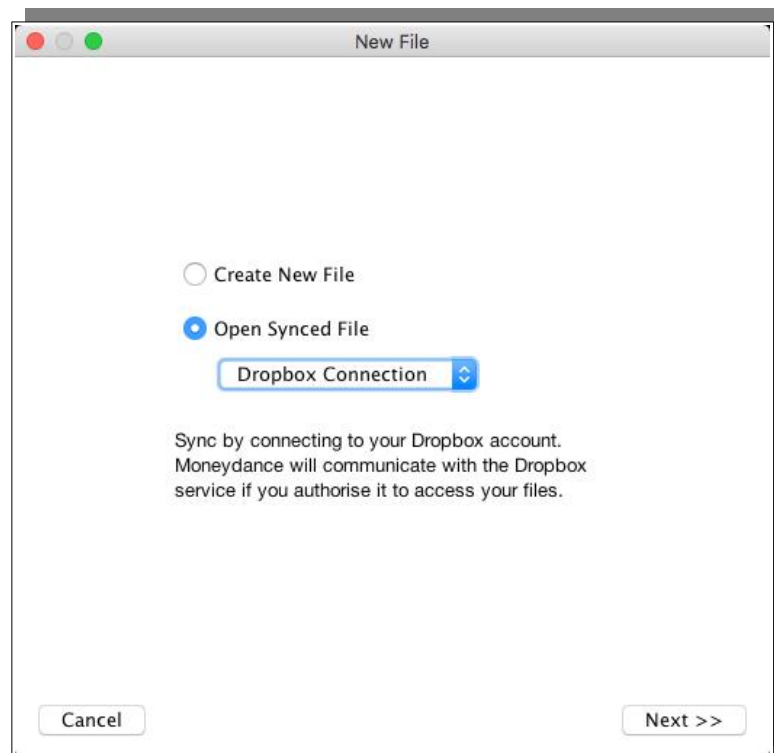 New File
Create New File
Open Synced File
Dropbox Connection
Sync by connecting to your Dropbox account.
Moneydance will communicate with the Dropbox
service if you authorise it to access your files.
Cancel
Next >>